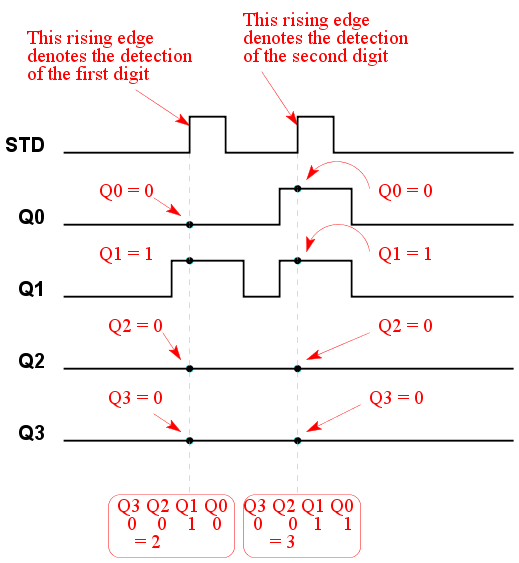 This rising edge
denotes the detection
of the first digit
This rising edge
denotes the detection
of the second digit
STD
Q0 = 0
Q0 = 0
Q0
Q1 = 1
Q1 = 1
Q1
Q2 = 0
Q2 = 0
Q2
Q3 = 0
Q3 = 0
Q3
Q3 Q2 Q1 Q0
0 0 1 0
= 2
Q3 Q2 Q1 Q0
0 0 1 1
= 3